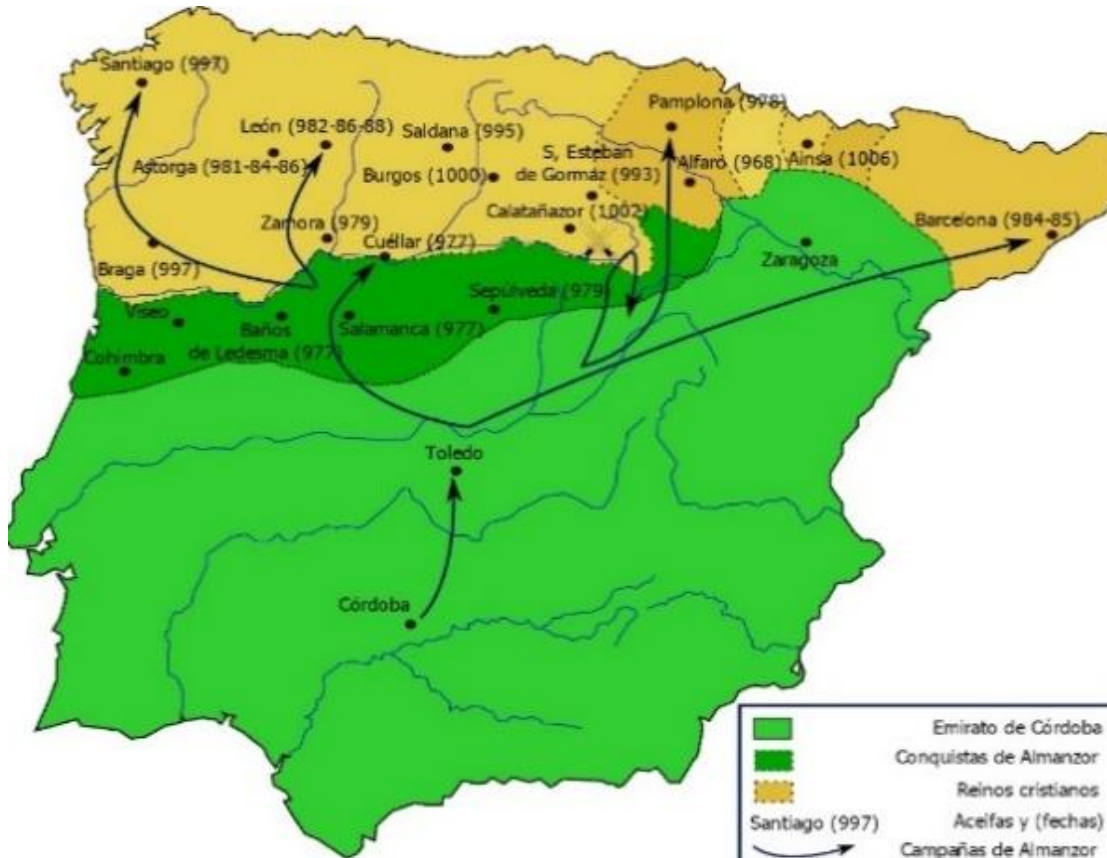 Santiago (997)
León (982-86-88)
Saldana (995)
Pamplona (978)
Astorga (981-84-86)
S, Esteban
de Gormáz (993)
Alfaro (968)
Ainsa (1006)
Burgos (1000)
Calatañazor (1002)
Zamora (979)
Cuéllar (977)
Barcelona (984-85)
Braga (997)
Zaragoza
Viseo
Baños
de Ledesma (977)
Salamanca (977)
Sepúlveda (979)
Cohimbra
Toledo
Córdoba
Emirato de Córdoba
Conquistas de Almanzor
Reinos cristianos
Santiago (997) Aceifas y (fechas)
Campañas de Almanzor